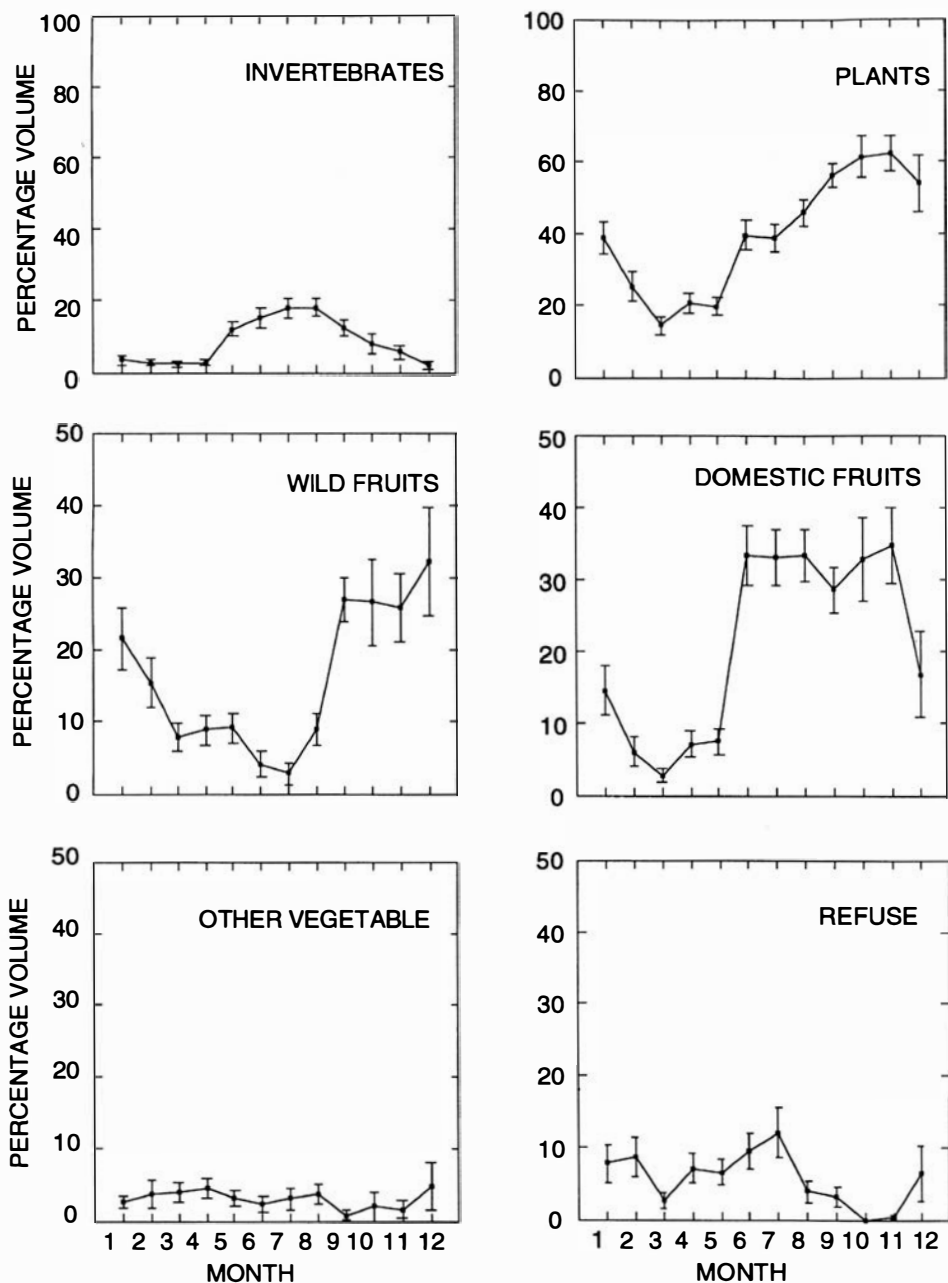 PERCENTAGE VOLUME
100
80
60
40
20
0
INVERTEBRATES
100
80
60
40
20
0
PLANTS
PERCENTAGE VOLUME
50
40
30
20
10
0
WILD FRUITS
50
40
30
20
10
0
DOMESTIC FRUITS
PERCENTAGE VOLUME
50
40
30
20
10
0
OTHER VEGETABLE
1 2 3 4 5 6 7 8 9 10 11 12
MONTH
50
40
30
20
10
0
REFUSE
1 2 3 4 5 6 7 8 9 10 11 12
MONTH